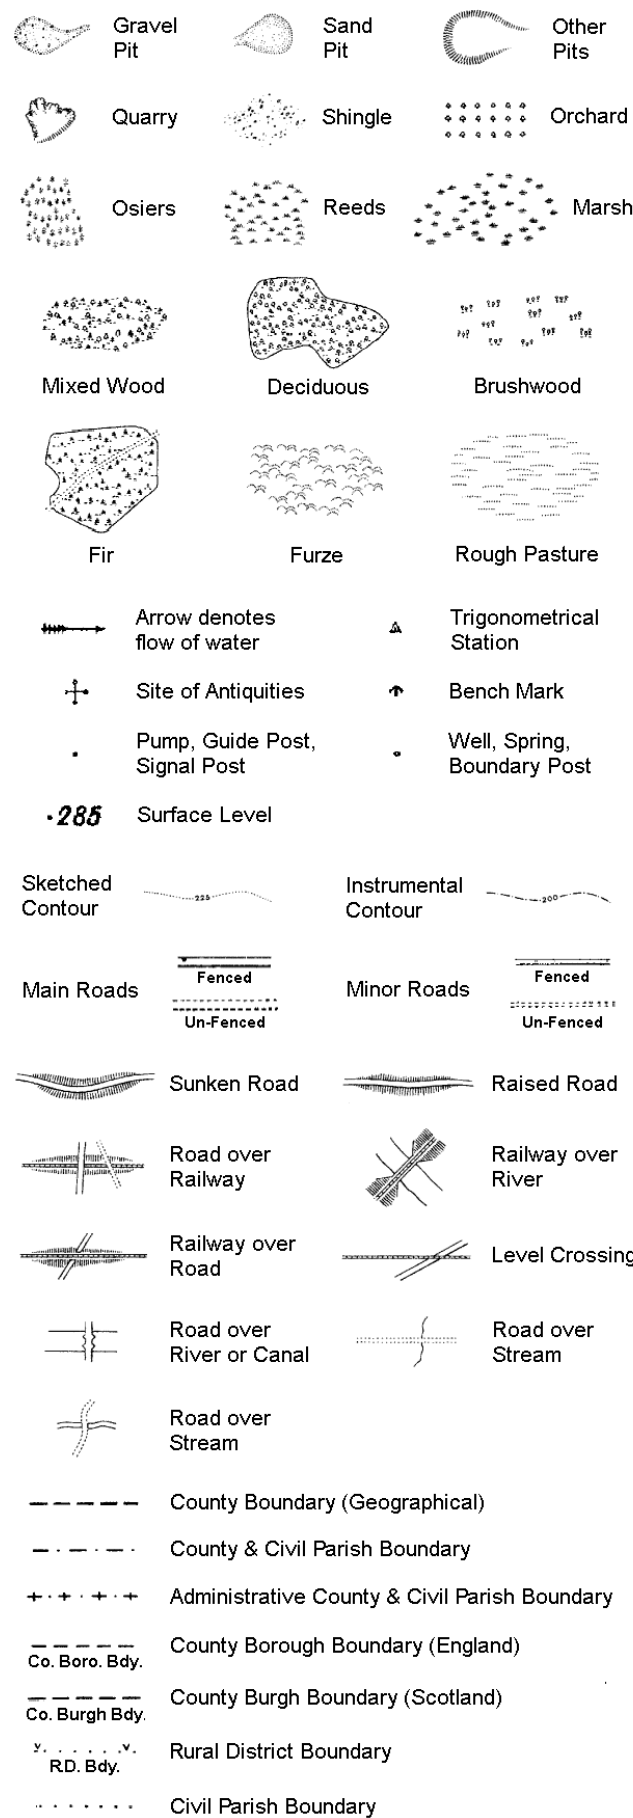 Gravel Pit
Sand Pit
Other Pits
Quarry
Shingle
Orchard
Osiers
Reeds
Marsh
Mixed Wood
Deciduous
Brushwood
Fir
Furze
Rough Pasture
Arrow denotes
flow of water
Trigonometrical
Station
Site of Antiquities
Bench Mark
Pump, Guide Post,
Signal Post
Well, Spring,
Boundary Post
·285
Surface Level
Sketched
Contour
225
Instrumental
Contour
200
Main Roads
Fenced
Un-Fenced
Minor Roads
Fenced
Un-Fenced
Sunken Road
Raised Road
Road over
Railway
Railway over
River
Railway over
Road
Level Crossing
Road over
River or Canal
Road over
Stream
Road over
Stream
County Boundary (Geographical)
County & Civil Parish Boundary
Administrative County & Civil Parish Boundary
Co. Boro. Bdy.
County Borough Boundary (England)
Co. Burgh Bdy.
County Burgh Boundary (Scotland)
R.D. Bdy.
Rural District Boundary
Civil Parish Boundary